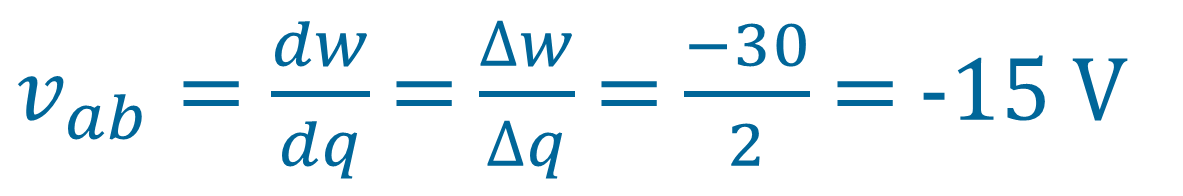 v_ab = dw/dq = Δw/Δq = −30/2 = -15 V